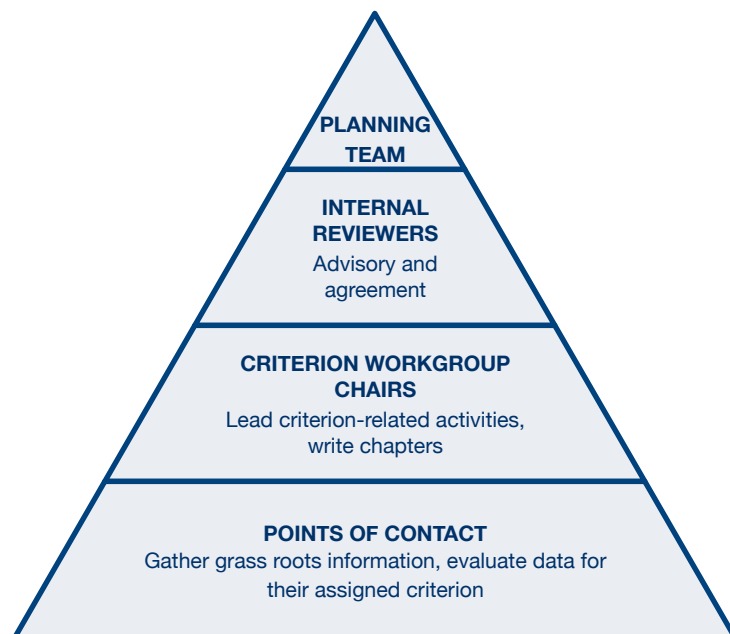 PLANNING
TEAM
INTERNAL
REVIEWERS
Advisory and
agreement
CRITERION WORKGROUP
CHAIRS
Lead criterion-related activities,
write chapters
POINTS OF CONTACT
Gather grass roots information, evaluate data for
their assigned criterion